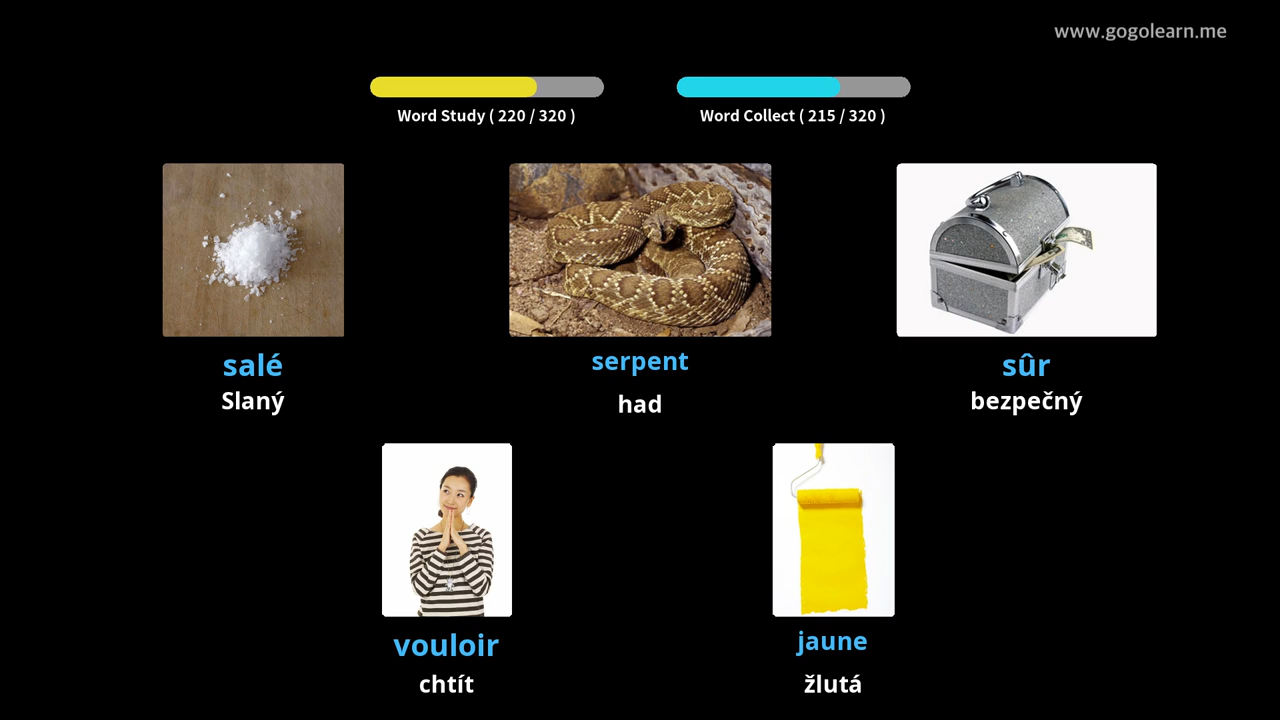 www.gogolearn.me
Word Study ( 220 / 320 )
Word Collect ( 215 / 320 )
salé
Slaný
serpent
had
sûr
bezpečný
vouloir
chtít
jaune
žlutá